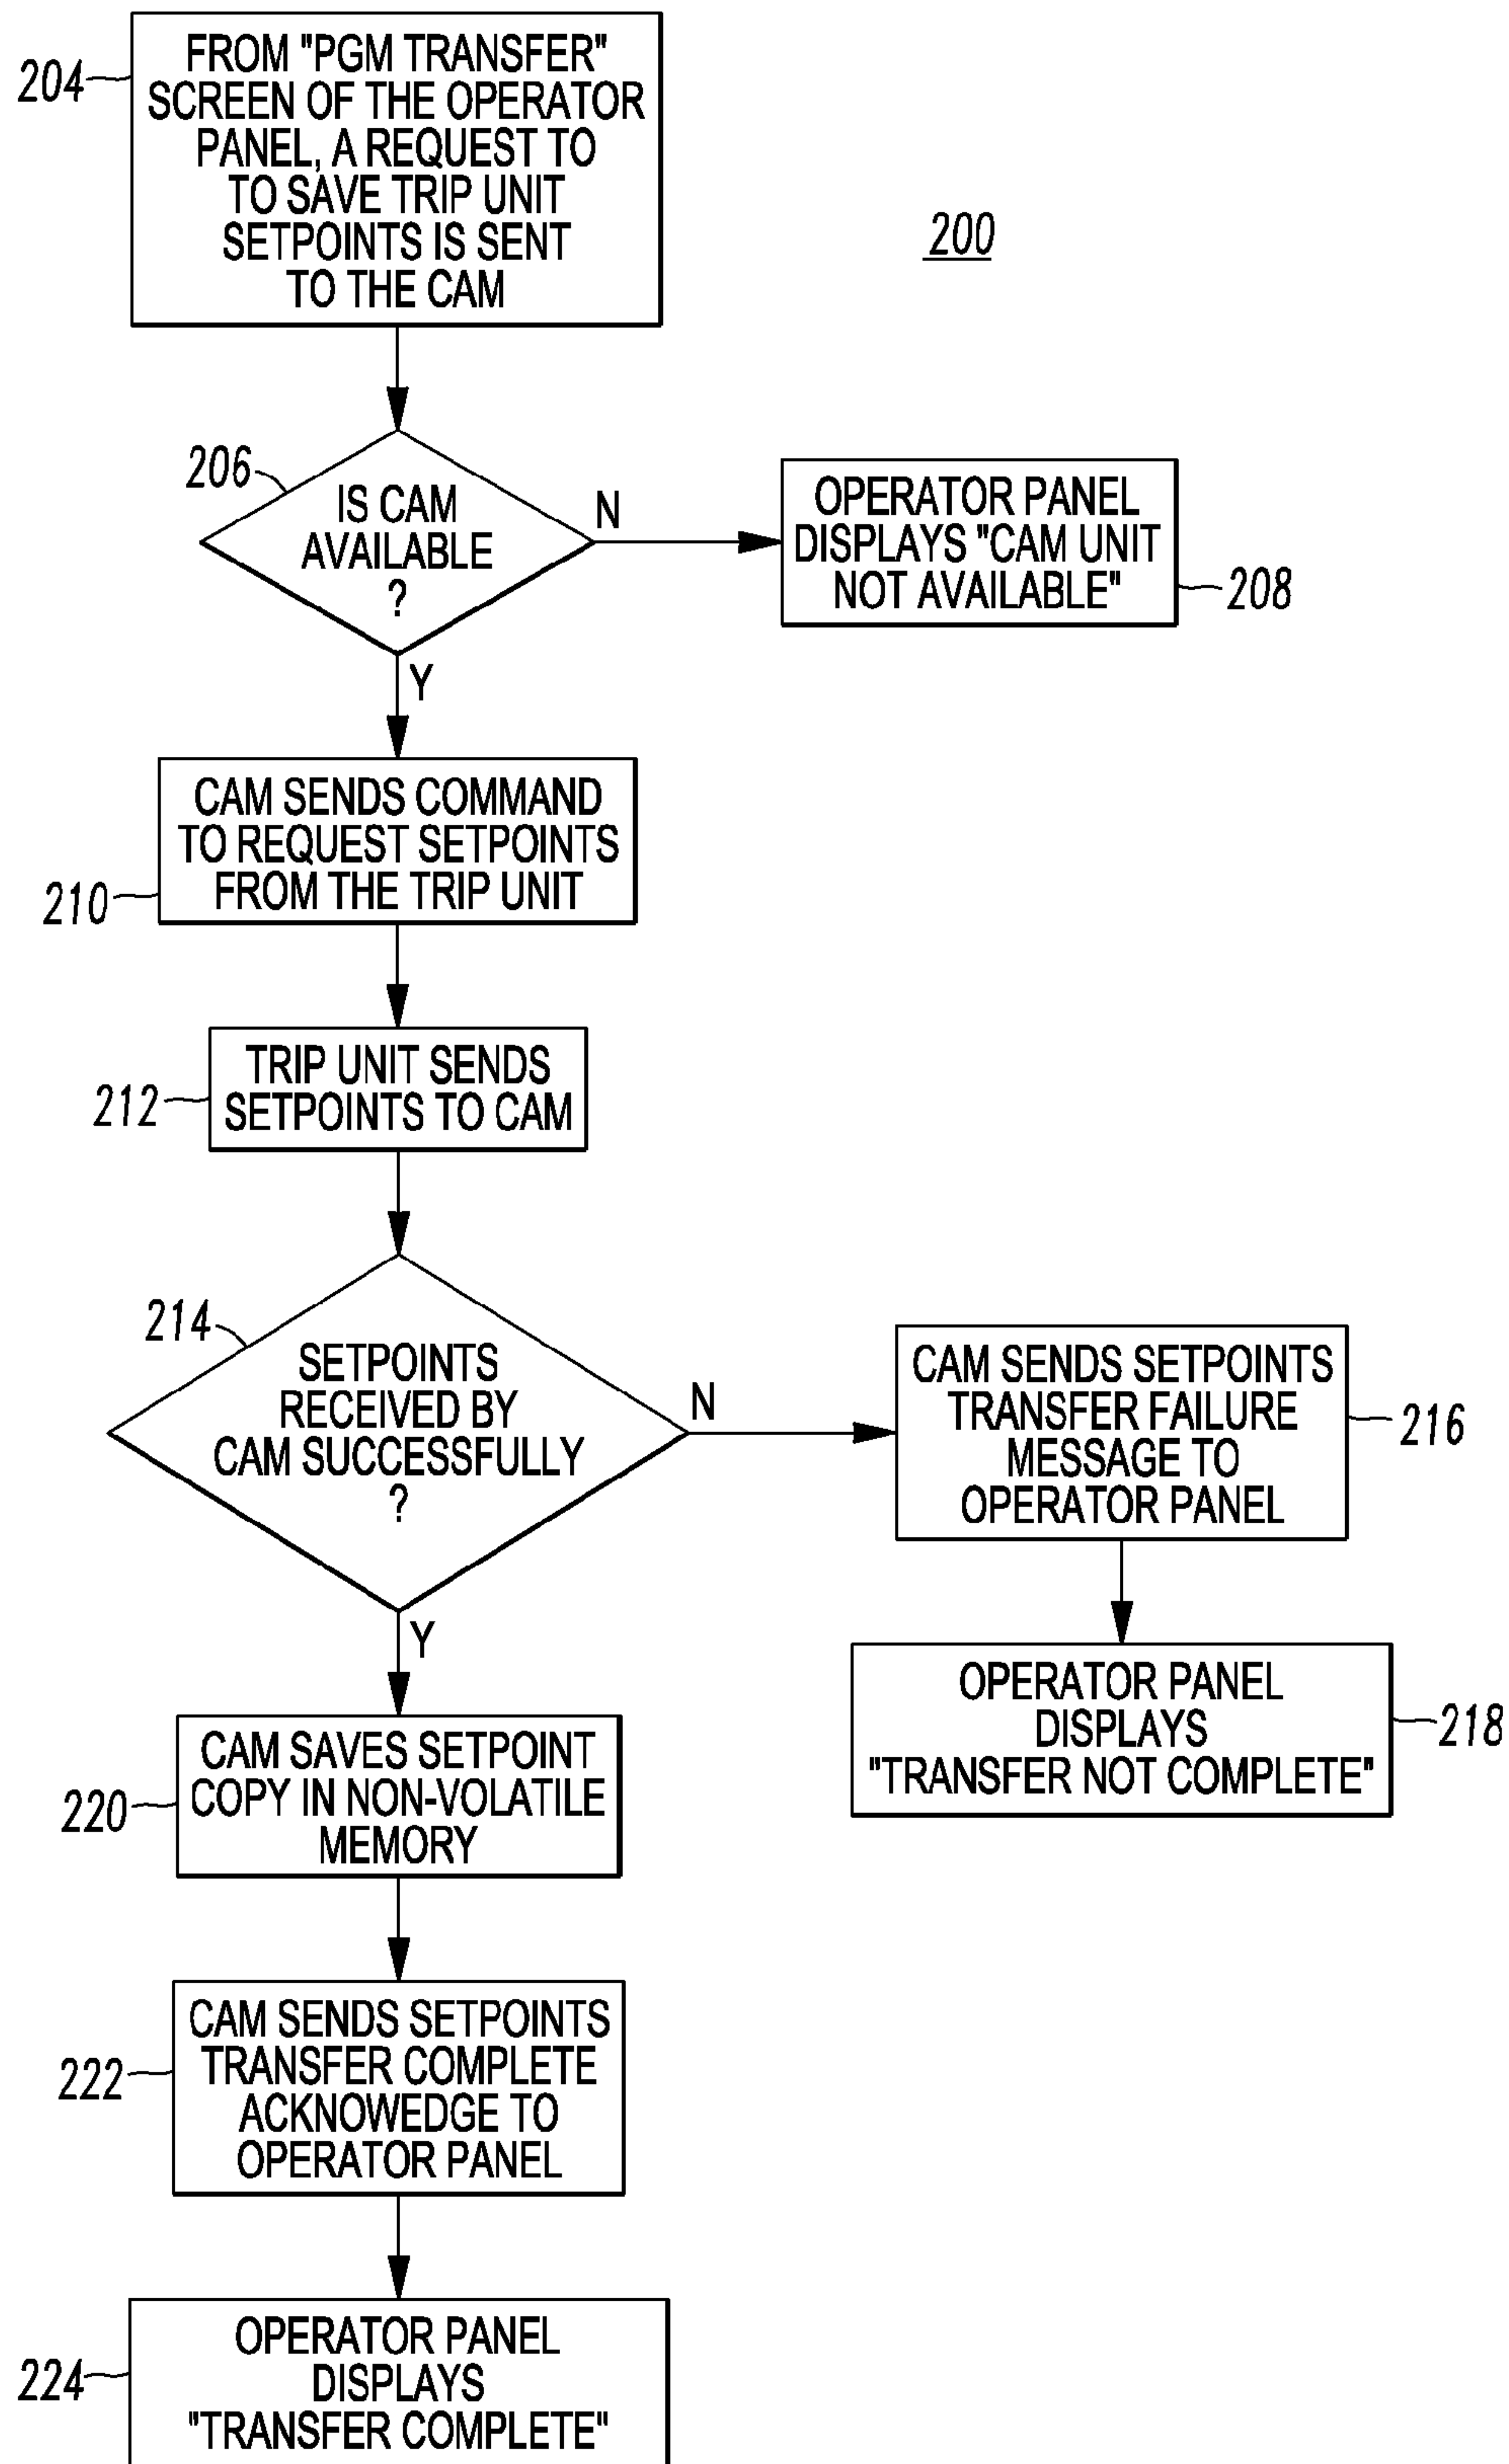 204
FROM "PGM TRANSFER"
SCREEN OF THE OPERATOR
PANEL, A REQUEST TO
TO SAVE TRIP UNIT
SETPOINTS IS SENT
TO THE CAM
200
206
IS CAM
AVAILABLE
?
N
OPERATOR PANEL
DISPLAYS "CAM UNIT
NOT AVAILABLE"
208
Y
CAM SENDS COMMAND
TO REQUEST SETPOINTS
FROM THE TRIP UNIT
210
TRIP UNIT SENDS
SETPOINTS TO CAM
212
214
SETPOINTS
RECEIVED BY
CAM SUCCESSFULLY
?
N
CAM SENDS SETPOINTS
TRANSFER FAILURE
MESSAGE TO
OPERATOR PANEL
216
OPERATOR PANEL
DISPLAYS
"TRANSFER NOT COMPLETE"
218
Y
CAM SAVES SETPOINT
COPY IN NON-VOLATILE
MEMORY
220
CAM SENDS SETPOINTS
TRANSFER COMPLETE
ACKNOWEDGE TO
OPERATOR PANEL
222
OPERATOR PANEL
DISPLAYS
"TRANSFER COMPLETE"
224